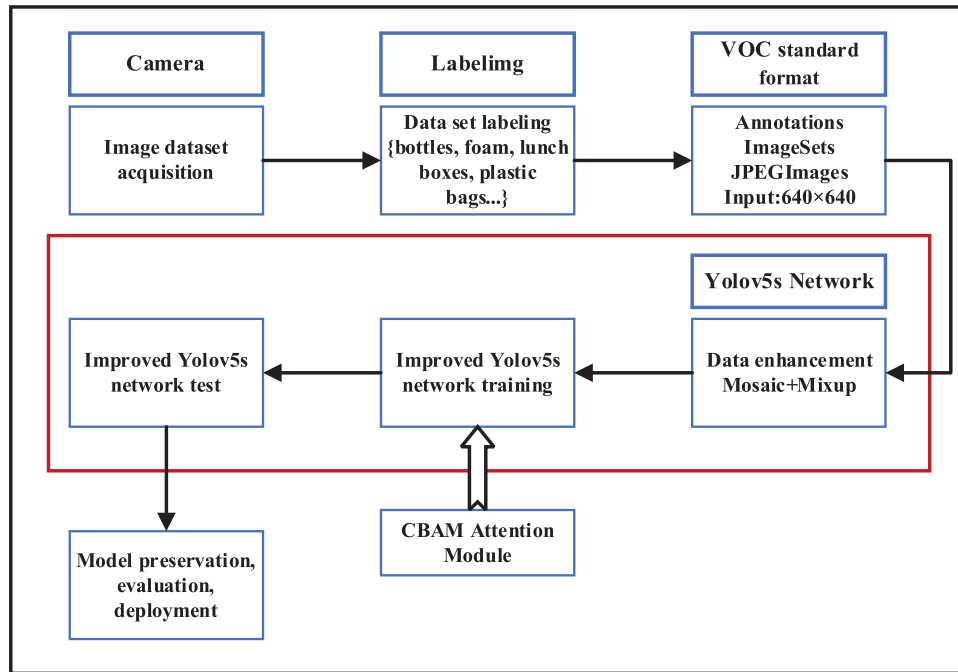 Camera
Labelimg
VOC standard
format
Image dataset
acquisition
Data set labeling
{bottles, foam, lunch
boxes, plastic
bags...}
Annotations
ImageSets
JPEGImages
Input:640×640
Yolov5s Network
Improved Yolov5s
network test
Improved Yolov5s
network training
Data enhancement
Mosaic+Mixup
CBAM Attention
Module
Model preservation,
evaluation,
deployment